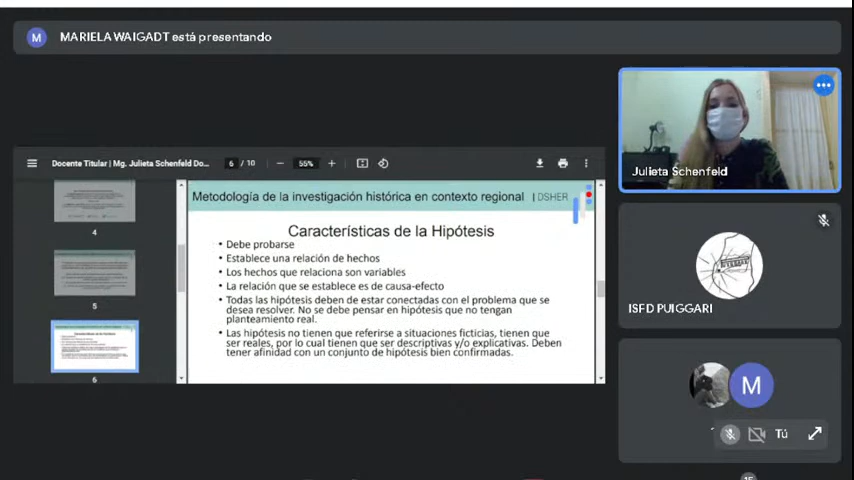 M MARIELA WAIGADT está presentando
Docente Titular | Mg. Julieta Schenfeld Do... 6 / 10 55%
Metodología de la investigación histórica en contexto regional | DSHER
Características de la Hipótesis
• Debe probarse
• Establece una relación de hechos
• Los hechos que relaciona son variables
• La relación que se establece es de causa-efecto
• Todas las hipótesis deben de estar conectadas con el problema que se
desea resolver. No se debe pensar en hipótesis que no tengan
planteamiento real.
• Las hipótesis no tienen que referirse a situaciones ficticias, tienen que
ser reales, por lo cual tienen que ser descriptivas y/o explicativas. Deben
tener afinidad con un conjunto de hipótesis bien confirmadas.
4
5
6
Julieta Schenfeld
ISFD PUIGGARI
M
Tú